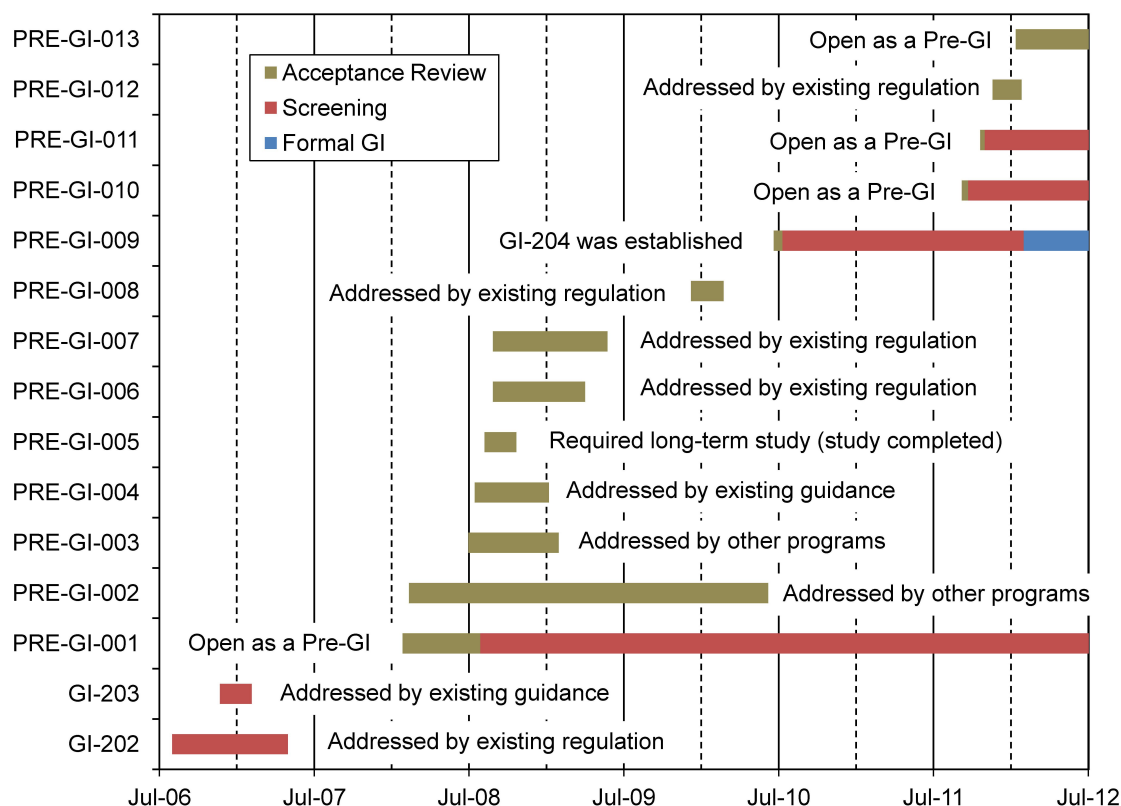 PRE-GI-013
Open as a Pre-GI
Acceptance Review
Screening
Formal GI
PRE-GI-012
Addressed by existing regulation
PRE-GI-011
Open as a Pre-GI
PRE-GI-010
Open as a Pre-GI
PRE-GI-009
GI-204 was established
PRE-GI-008
Addressed by existing regulation
PRE-GI-007
Addressed by existing regulation
PRE-GI-006
Addressed by existing regulation
PRE-GI-005
Required long-term study (study completed)
PRE-GI-004
Addressed by existing guidance
PRE-GI-003
Addressed by other programs
PRE-GI-002
Addressed by other programs
PRE-GI-001
Open as a Pre-GI
GI-203
Addressed by existing guidance
GI-202
Addressed by existing regulation
Jul-06
Jul-07
Jul-08
Jul-09
Jul-10
Jul-11
Jul-12